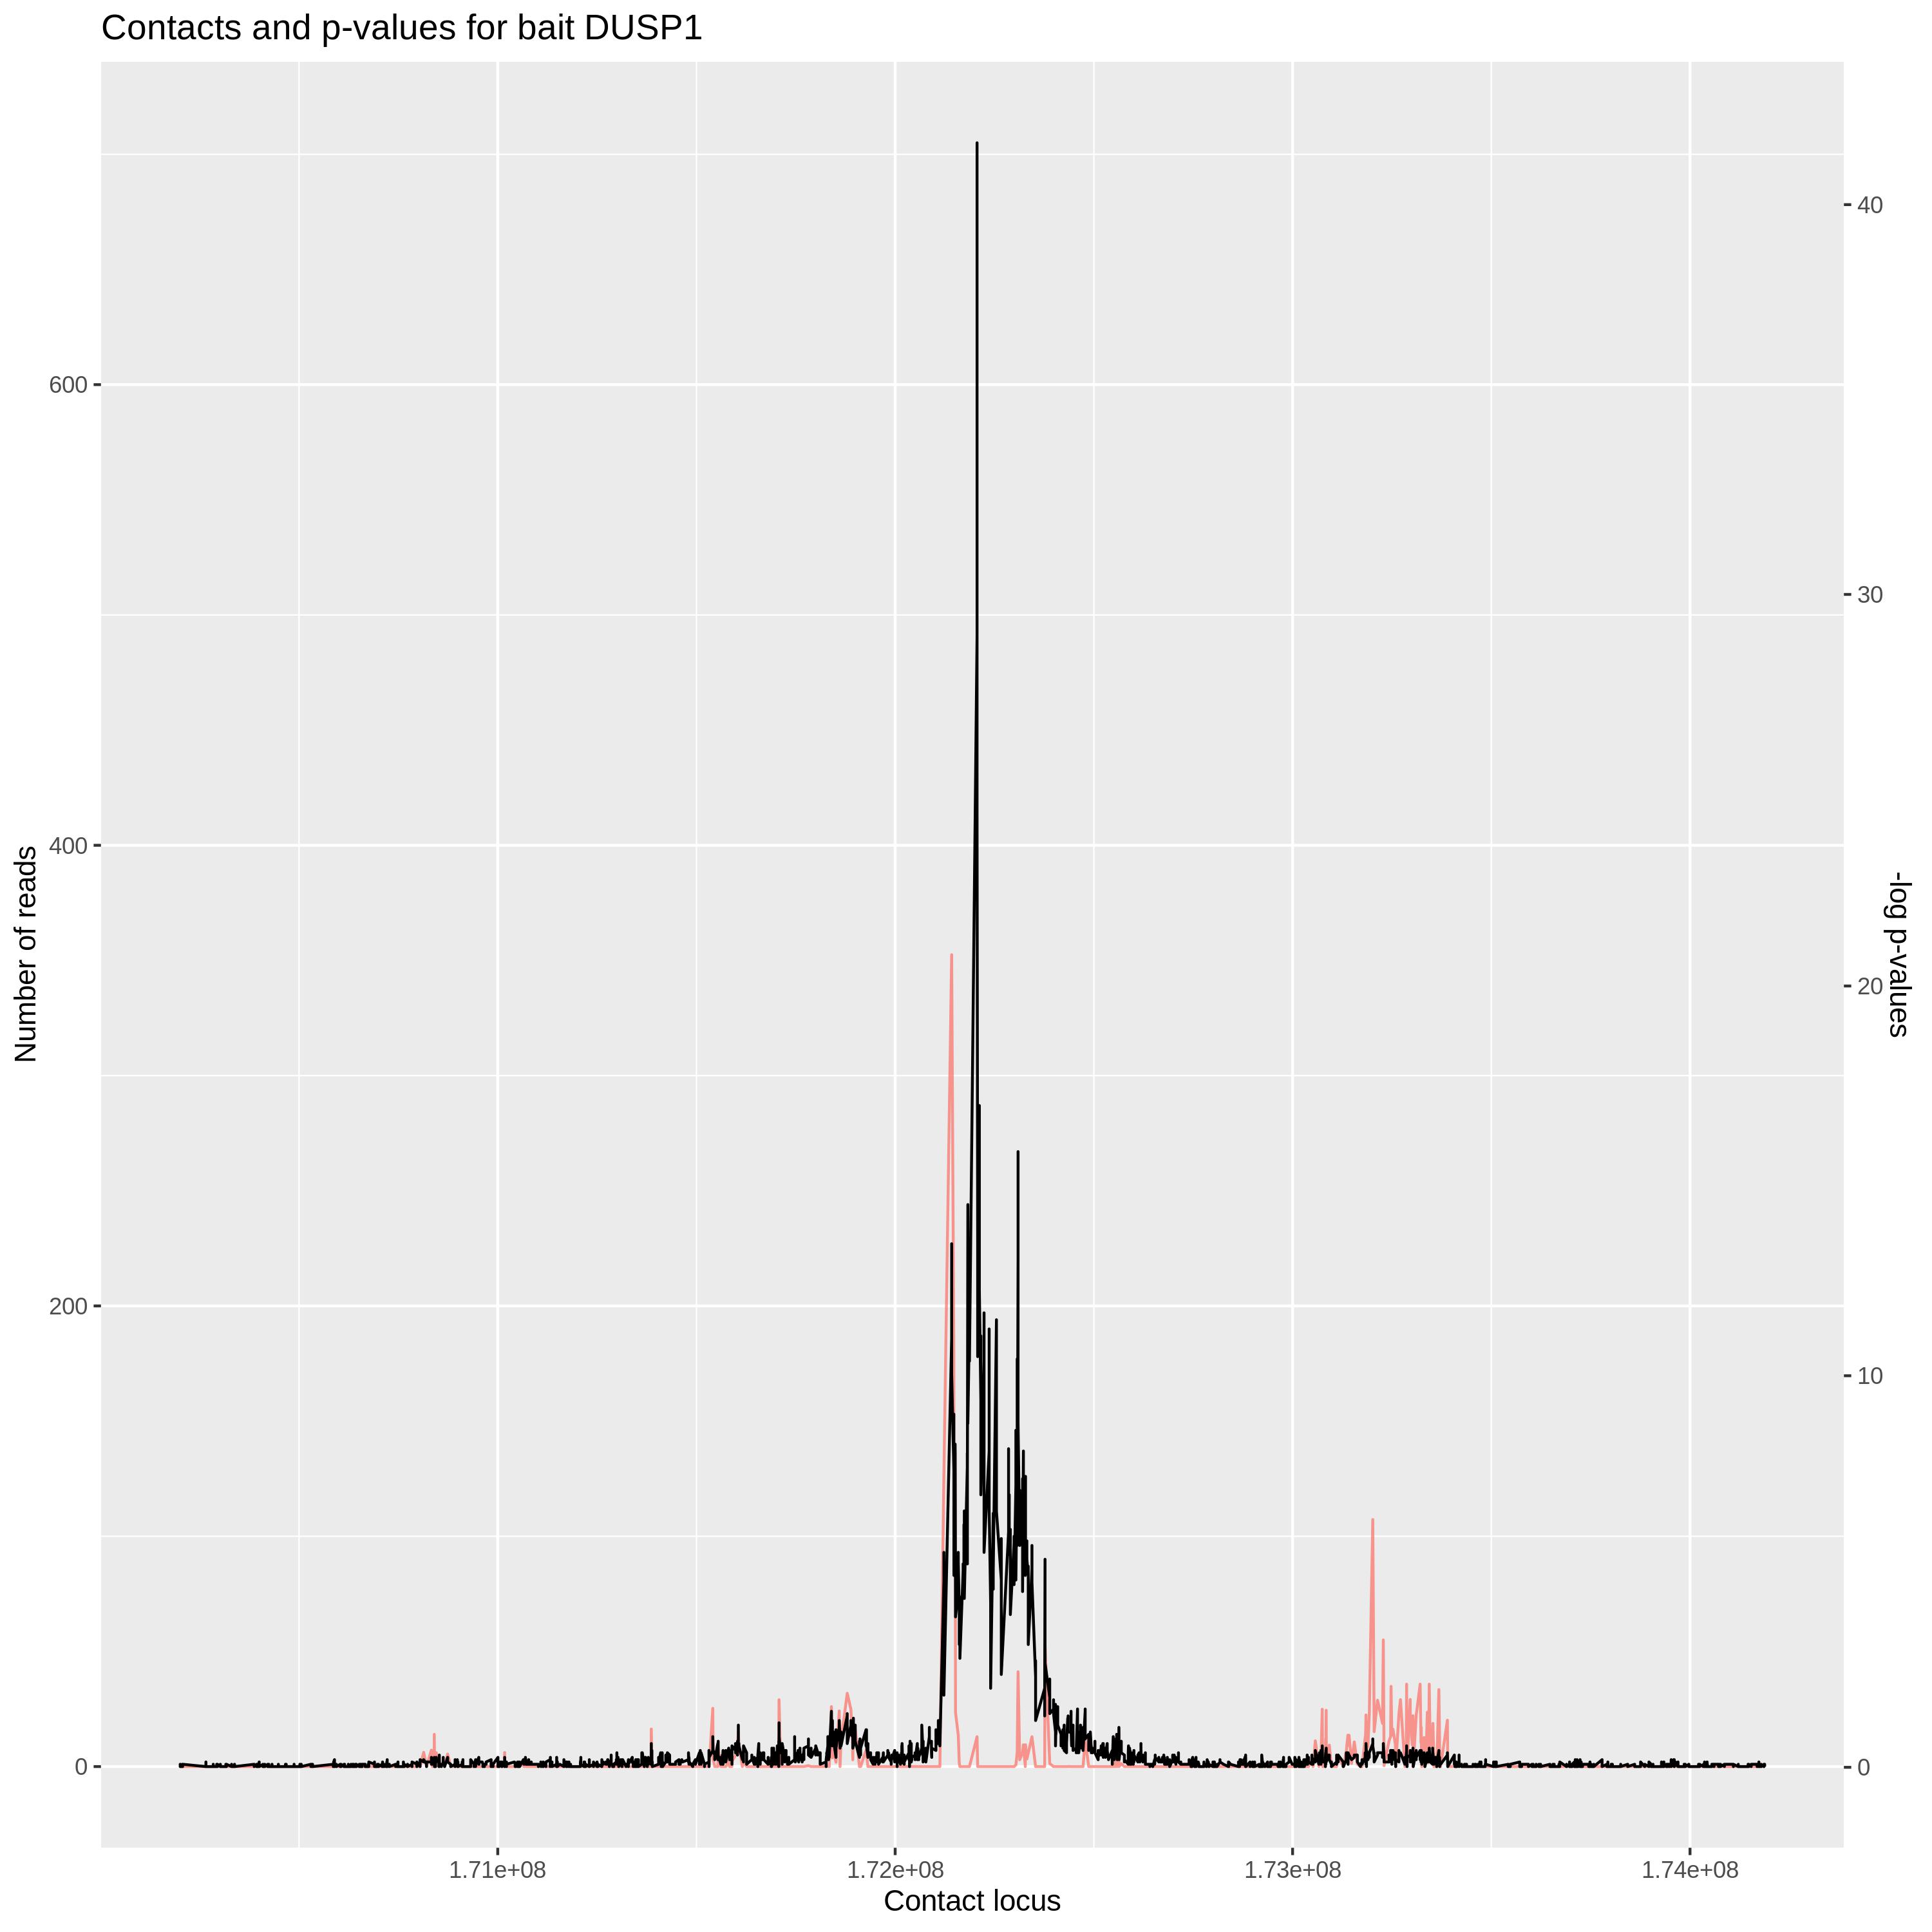 Contacts and p-values for bait DUSP1
600
400
200
0
Number of reads
40
30
20
10
0
-log p-values
1.71e+08
1.72e+08
1.73e+08
1.74e+08
Contact locus